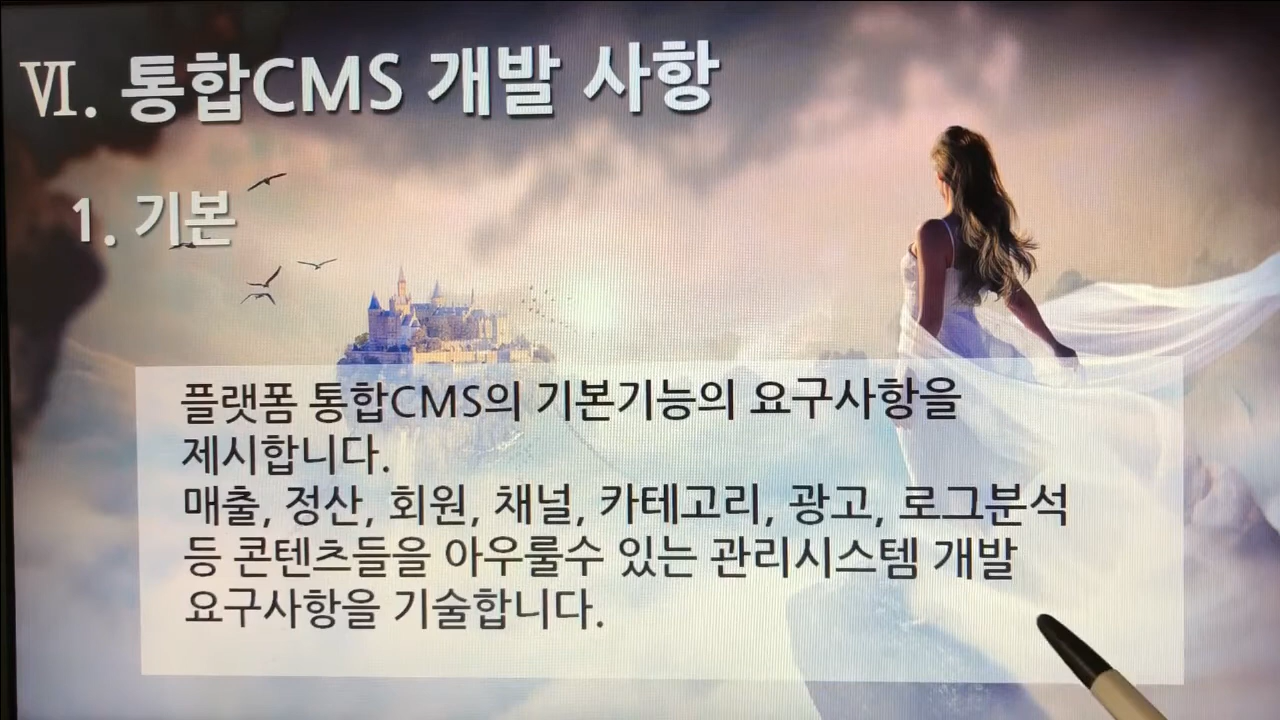 Ⅵ. 통합CMS 개발 사항
1. 기본
플랫폼 통합CMS의 기본기능의 요구사항을
제시합니다.
매출, 정산, 회원, 채널, 카테고리, 광고, 로그분석
등 콘텐츠들을 아우룰수 있는 관리시스템 개발
요구사항을 기술합니다.